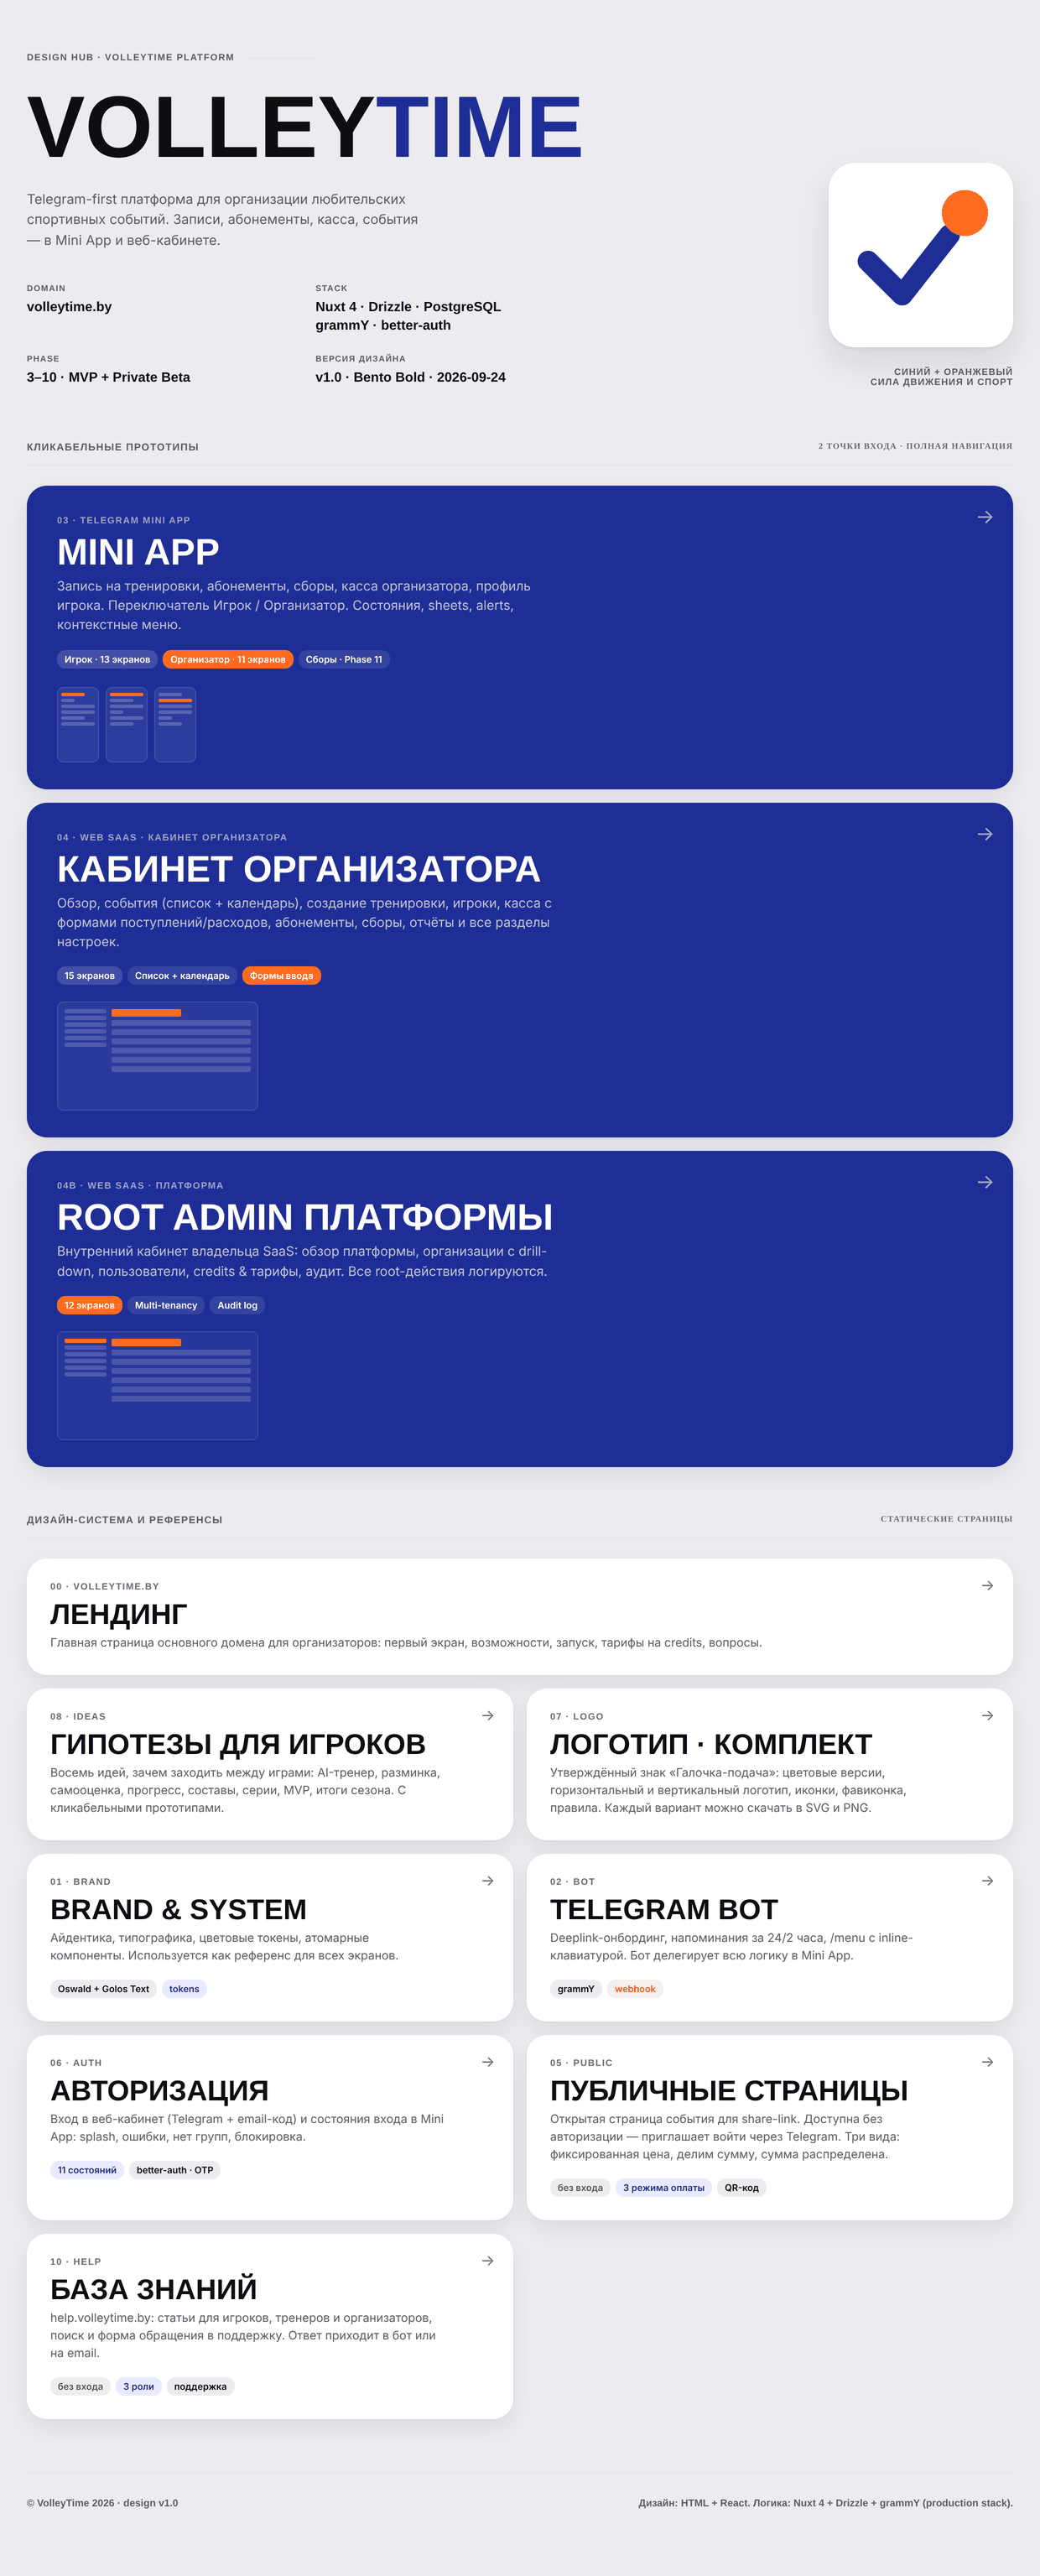 DESIGN HUB · VOLLEYTIME PLATFORM
VOLLEYTIME
Telegram-first платформа для организации любительских
спортивных событий. Записи, абонементы, касса, события
— в Mini App и веб-кабинете.
DOMAIN
volleytime.by
STACK
Nuxt 4 · Drizzle · PostgreSQL
grammY · better-auth
PHASE
3–10 · MVP + Private Beta
ВЕРСИЯ ДИЗАЙНА
v1.0 · Bento Bold · 2026-09-24
СИНИЙ + ОРАНЖЕВЫЙ
СИЛА ДВИЖЕНИЯ И СПОРТ
КЛИКАБЕЛЬНЫЕ ПРОТОТИПЫ
2 ТОЧКИ ВХОДА · ПОЛНАЯ НАВИГАЦИЯ
03 · TELEGRAM MINI APP
MINI APP
Запись на тренировки, абонементы, сборы, касса организатора, профиль
игрока. Переключатель Игрок / Организатор. Состояния, sheets, alerts,
контекстные меню.
Игрок · 13 экранов
Организатор · 11 экранов
Сборы · Phase 11
04 · WEB SAAS · КАБИНЕТ ОРГАНИЗАТОРА
КАБИНЕТ ОРГАНИЗАТОРА
Обзор, события (список + календарь), создание тренировки, игроки, касса с
формами поступлений/расходов, абонементы, сборы, отчёты и все разделы
настроек.
15 экранов
Список + календарь
Формы ввода
04B · WEB SAAS · ПЛАТФОРМА
ROOT ADMIN ПЛАТФОРМЫ
Внутренний кабинет владельца SaaS: обзор платформы, организации с drill-
down, пользователи, credits & тарифы, аудит. Все root-действия логируются.
12 экранов
Multi-tenancy
Audit log
ДИЗАЙН-СИСТЕМА И РЕФЕРЕНСЫ
СТАТИЧЕСКИЕ СТРАНИЦЫ
00 · VOLLEYTIME.BY
ЛЕНДИНГ
Главная страница основного домена для организаторов: первый экран, возможности, запуск, тарифы на credits, вопросы.
08 · IDEAS
ГИПОТЕЗЫ ДЛЯ ИГРОКОВ
Восемь идей, зачем заходить между играми: AI-тренер, разминка,
самооценка, прогресс, составы, серии, MVP, итоги сезона. С
кликабельными прототипами.
07 · LOGO
ЛОГОТИП · КОМПЛЕКТ
Утверждённый знак «Галочка-подача»: цветовые версии,
горизонтальный и вертикальный логотип, иконки, фавиконка,
правила. Каждый вариант можно скачать в SVG и PNG.
01 · BRAND
BRAND & SYSTEM
Айдентика, типографика, цветовые токены, атомарные
компоненты. Используется как референс для всех экранов.
Oswald + Golos Text
tokens
02 · BOT
TELEGRAM BOT
Deeplink-онбординг, напоминания за 24/2 часа, /menu с inline-
клавиатурой. Бот делегирует всю логику в Mini App.
grammY
webhook
06 · AUTH
АВТОРИЗАЦИЯ
Вход в веб-кабинет (Telegram + email-код) и состояния входа в Mini
App: splash, ошибки, нет групп, блокировка.
11 состояний
better-auth · OTP
05 · PUBLIC
ПУБЛИЧНЫЕ СТРАНИЦЫ
Открытая страница события для share-link. Доступна без
авторизации — приглашает войти через Telegram. Три вида:
фиксированная цена, делим сумму, сумма распределена.
без входа
3 режима оплаты
QR-код
10 · HELP
БАЗА ЗНАНИЙ
help.volleytime.by: статьи для игроков, тренеров и организаторов,
поиск и форма обращения в поддержку. Ответ приходит в бот или
на email.
без входа
3 роли
поддержка
© VolleyTime 2026 · design v1.0
Дизайн: HTML + React. Логика: Nuxt 4 + Drizzle + grammY (production stack).